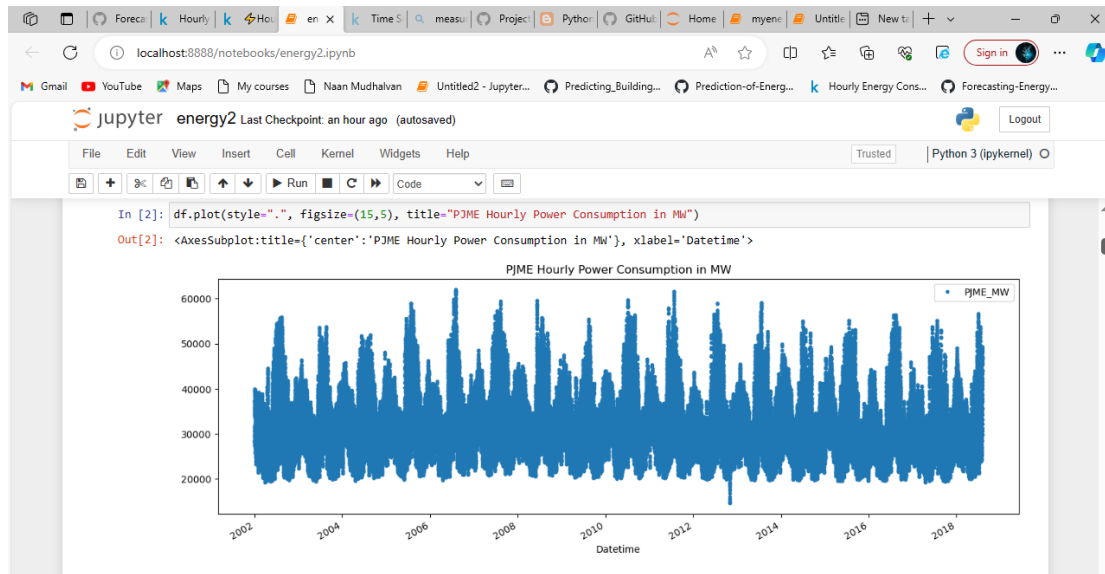 Foreca
Hourly
Hou
en
Time S
measu
Project
Pythor
GitHub
Home
myene
Untitle
New ta
localhost:8888/notebooks/energy2.ipynb
Sign in
Gmail YouTube Maps My courses Naan Mudhalvan Untitled2 - Jupyter... Predicting_Building... Prediction-of-Energ... Hourly Energy Cons... Forecasting-Energy...
jupyter energy2 Last Checkpoint: an hour ago (autosaved) Logout
File Edit View Insert Cell Kernel Widgets Help Trusted Python 3 (ipykernel)
Run Code
In [2]: df.plot(style=".", figsize=(15,5), title="PJME Hourly Power Consumption in MW")
Out[2]: <AxesSubplot:title={'center':'PJME Hourly Power Consumption in MW'}, xlabel='Datetime'>
PJME Hourly Power Consumption in MW
PJME_MW
60000
50000
40000
30000
20000
2002 2004 2006 2008 2010 2012 2014 2016 2018
Datetime